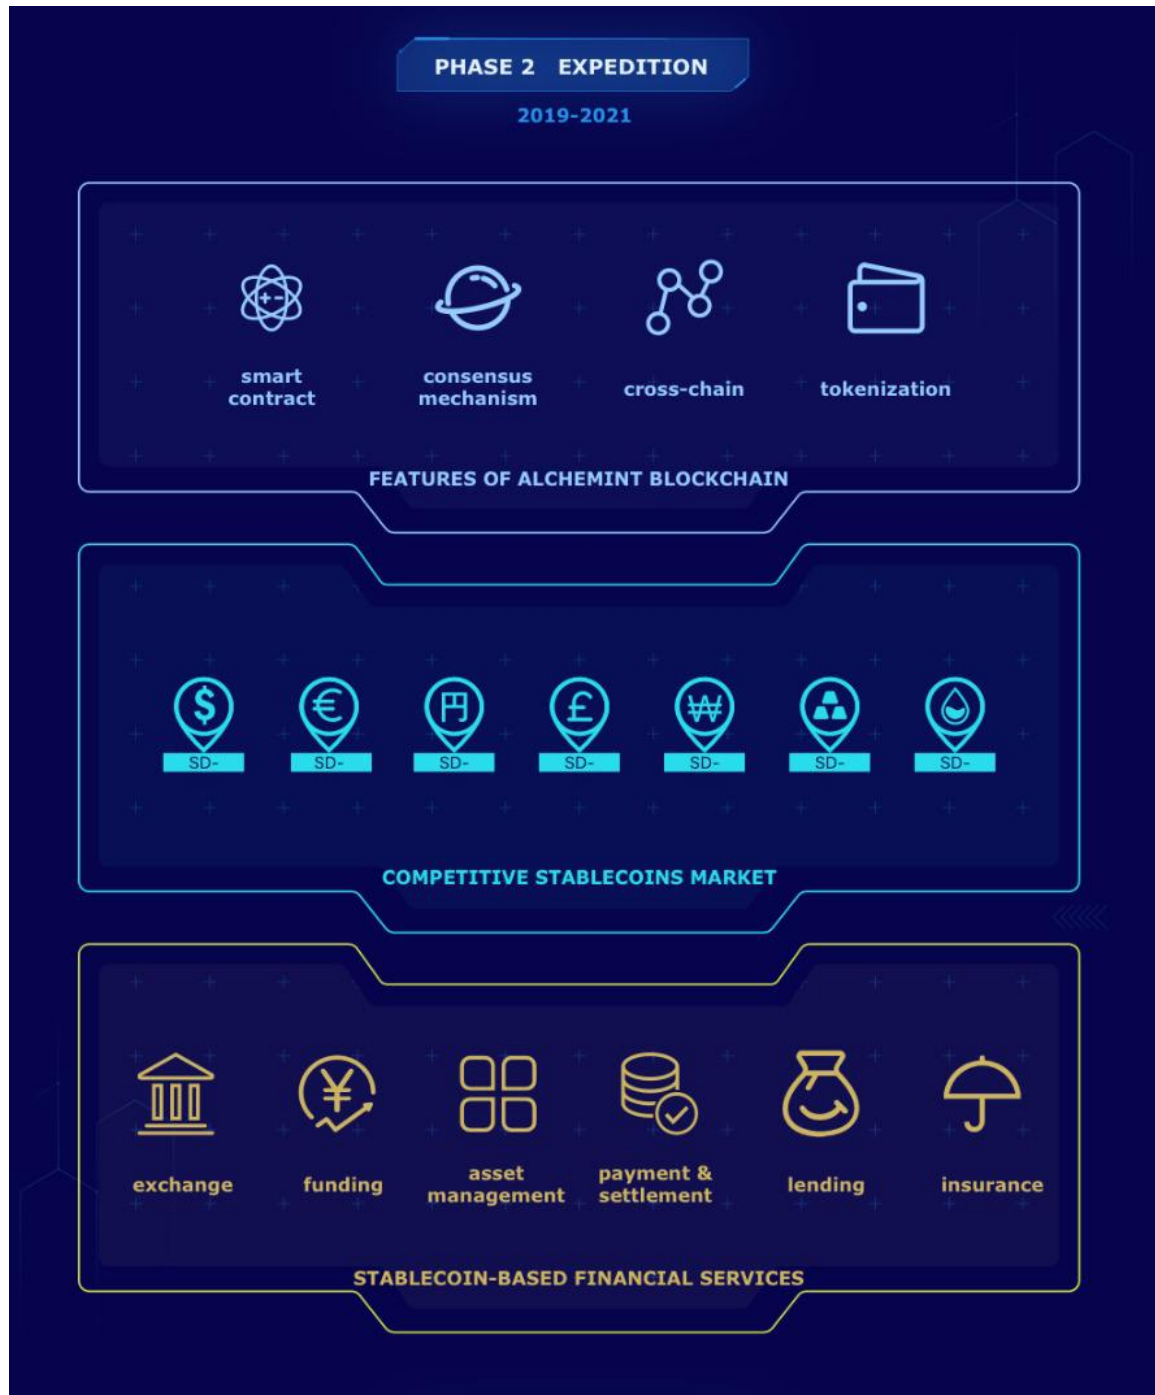 PHASE 2 EXPEDITION
2019-2021
smart
contract
consensus
mechanism
cross-chain
tokenization
FEATURES OF ALCHEMINT BLOCKCHAIN
$
€
円
£
₩
SD-
SD-
SD-
SD-
SD-
SD-
SD-
COMPETITIVE STABLECOINS MARKET
¥
exchange
funding
asset
management
payment &
settlement
lending
insurance
STABLECOIN-BASED FINANCIAL SERVICES